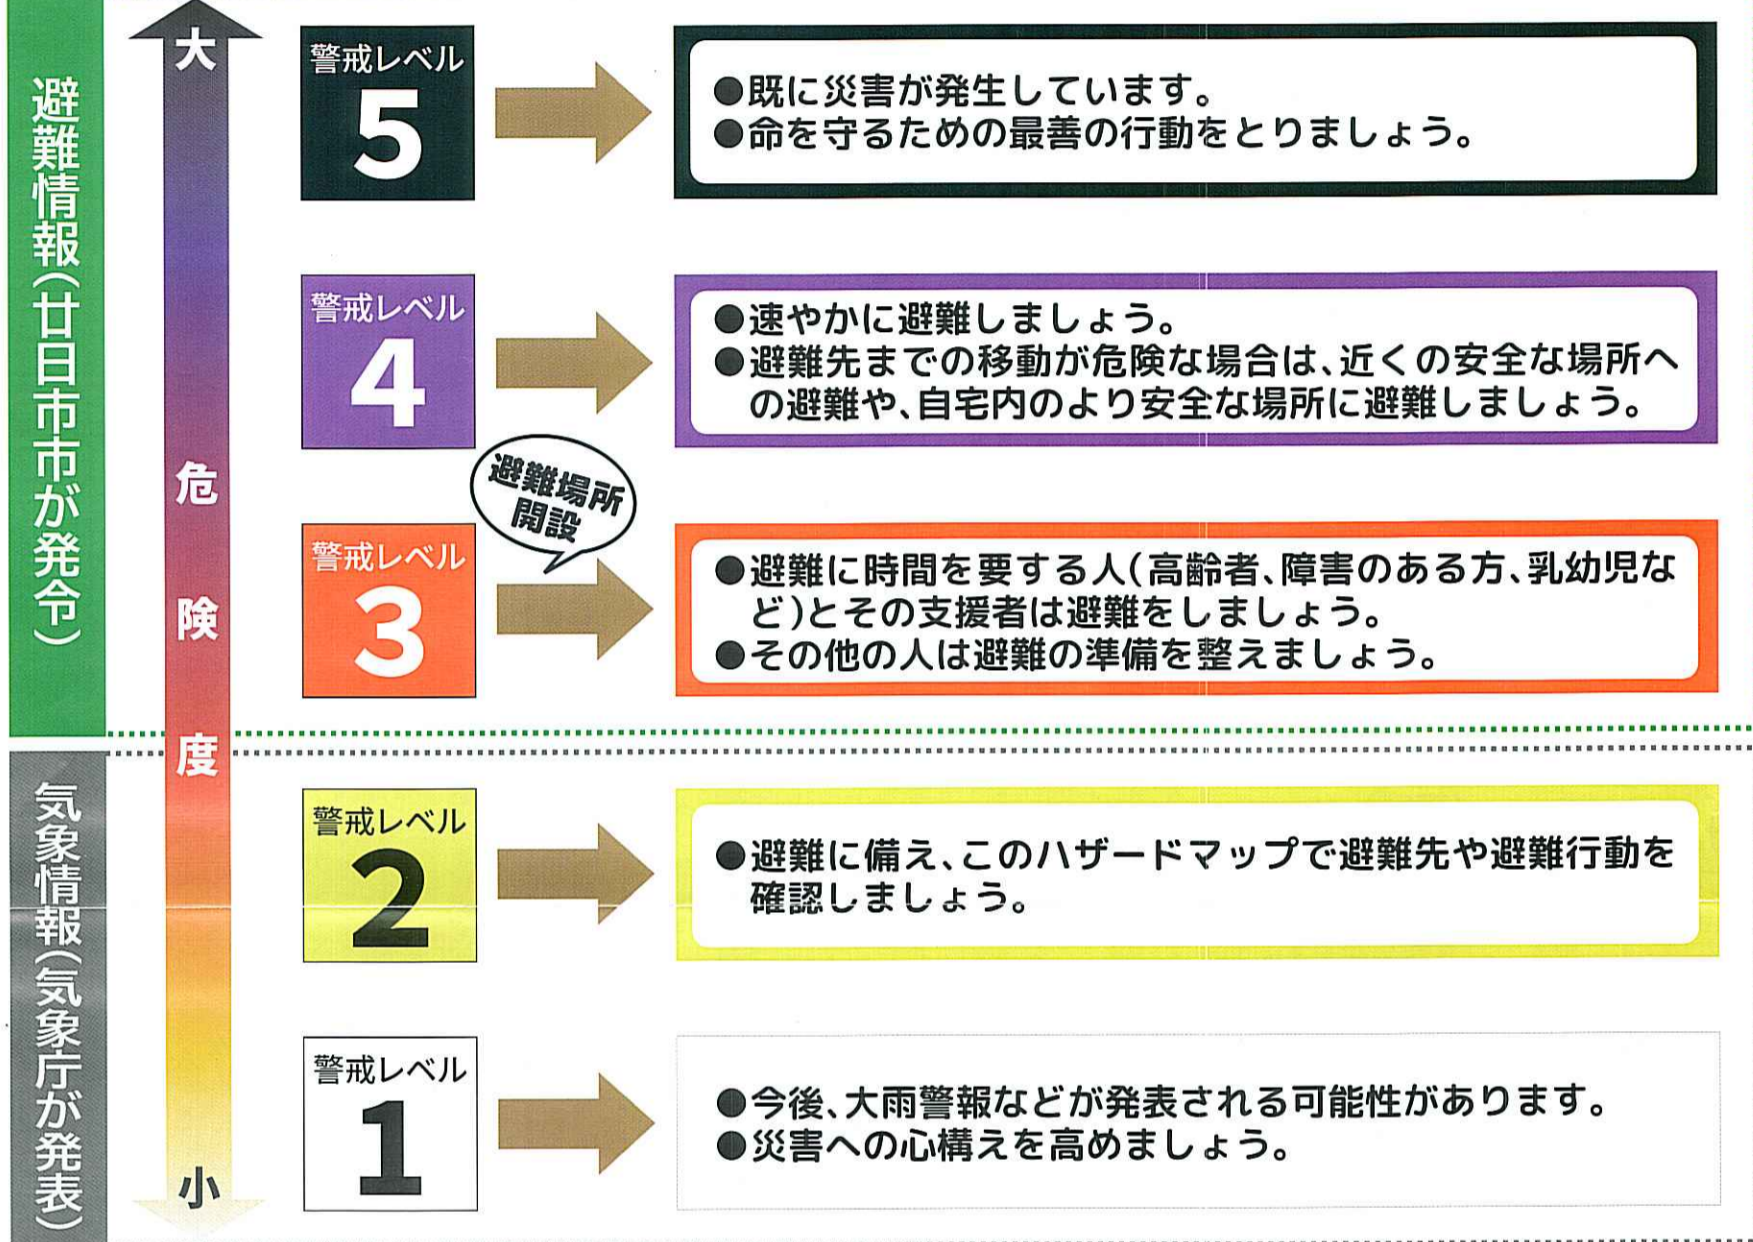 避難情報(廿日市市が発令)
気象情報(気象庁が発表)
大
危険度
小
警戒レベル
5
●既に災害が発生しています。
●命を守るための最善の行動をとりましょう。
警戒レベル
4
●速やかに避難しましょう。
●避難先までの移動が危険な場合は、近くの安全な場所へ
の避難や、自宅内のより安全な場所に避難しましょう。
避難場所
開設
警戒レベル
3
●避難に時間を要する人(高齢者、障害のある方、乳幼児な
ど)とその支援者は避難をしましょう。
●その他の人は避難の準備を整えましょう。
警戒レベル
2
●避難に備え、このハザードマップで避難先や避難行動を
確認しましょう。
警戒レベル
1
●今後、大雨警報などが発表される可能性があります。
●災害への心構えを高めましょう。